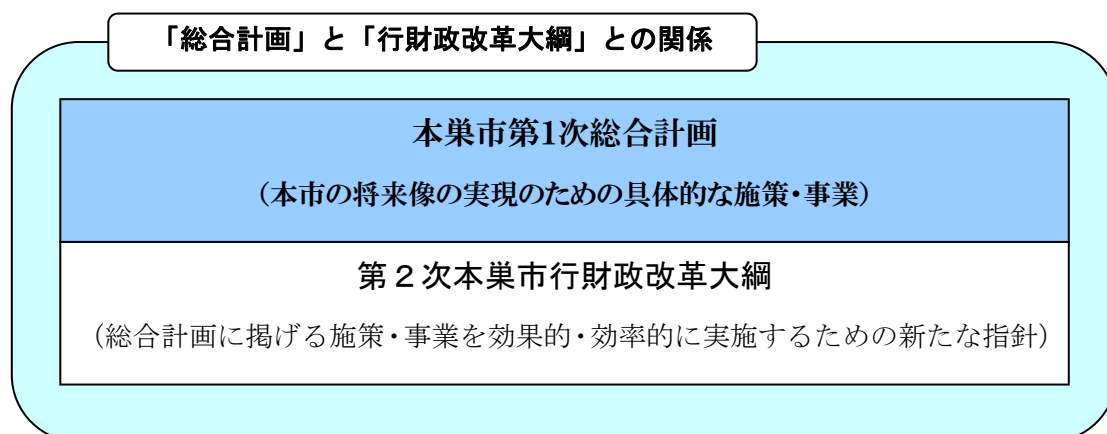 「総合計画」と「行財政改革大綱」との関係
本巣市第1次総合計画
（本市の将来像の実現のための具体的な施策・事業）
第２次本巣市行財政改革大綱
（総合計画に掲げる施策・事業を効果的・効率的に実施するための新たな指針）